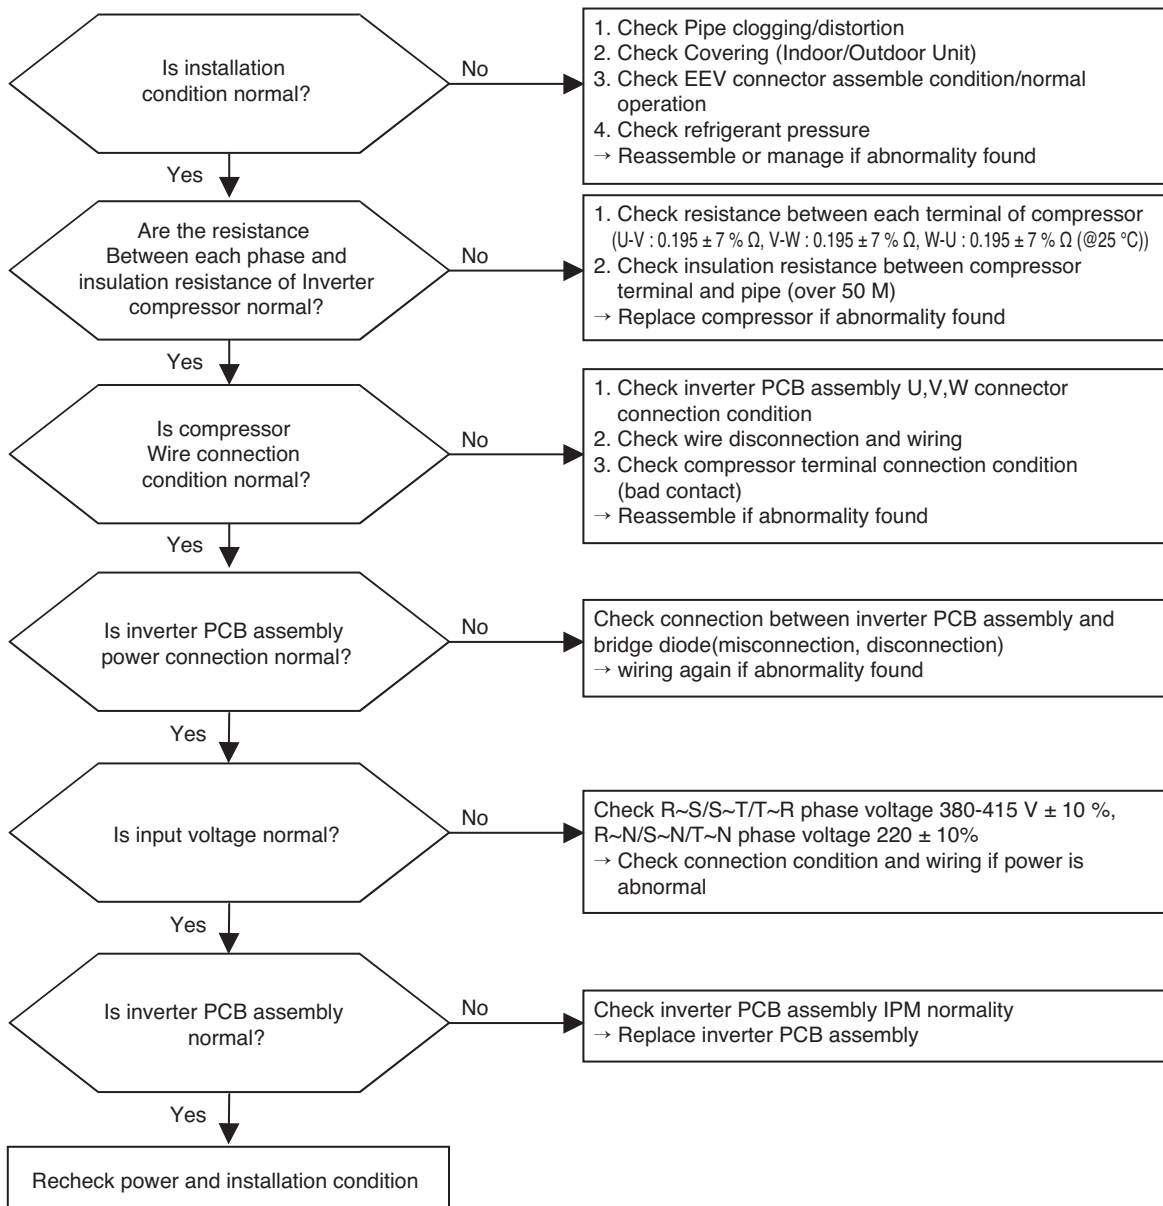 Is installation
condition normal?
No
1. Check Pipe clogging/distortion
2. Check Covering (Indoor/Outdoor Unit)
3. Check EEV connector assemble condition/normal
operation
4. Check refrigerant pressure
→ Reassemble or manage if abnormality found
Yes
Are the resistance
Between each phase and
insulation resistance of Inverter
compressor normal?
No
1. Check resistance between each terminal of compressor
(U-V : 0.195 ± 7 % Ω, V-W : 0.195 ± 7 % Ω, W-U : 0.195 ± 7 % Ω (@25 °C))
2. Check insulation resistance between compressor
terminal and pipe (over 50 M)
→ Replace compressor if abnormality found
Yes
Is compressor
Wire connection
condition normal?
No
1. Check inverter PCB assembly U,V,W connector
connection condition
2. Check wire disconnection and wiring
3. Check compressor terminal connection condition
(bad contact)
→ Reassemble if abnormality found
Yes
Is inverter PCB assembly
power connection normal?
No
Check connection between inverter PCB assembly and
bridge diode(misconnection, disconnection)
→ wiring again if abnormality found
Yes
Is input voltage normal?
No
Check R~S/S~T/T~R phase voltage 380-415 V ± 10 %,
R~N/S~N/T~N phase voltage 220 ± 10%
→ Check connection condition and wiring if power is
abnormal
Yes
Is inverter PCB assembly
normal?
No
Check inverter PCB assembly IPM normality
→ Replace inverter PCB assembly
Yes
Recheck power and installation condition